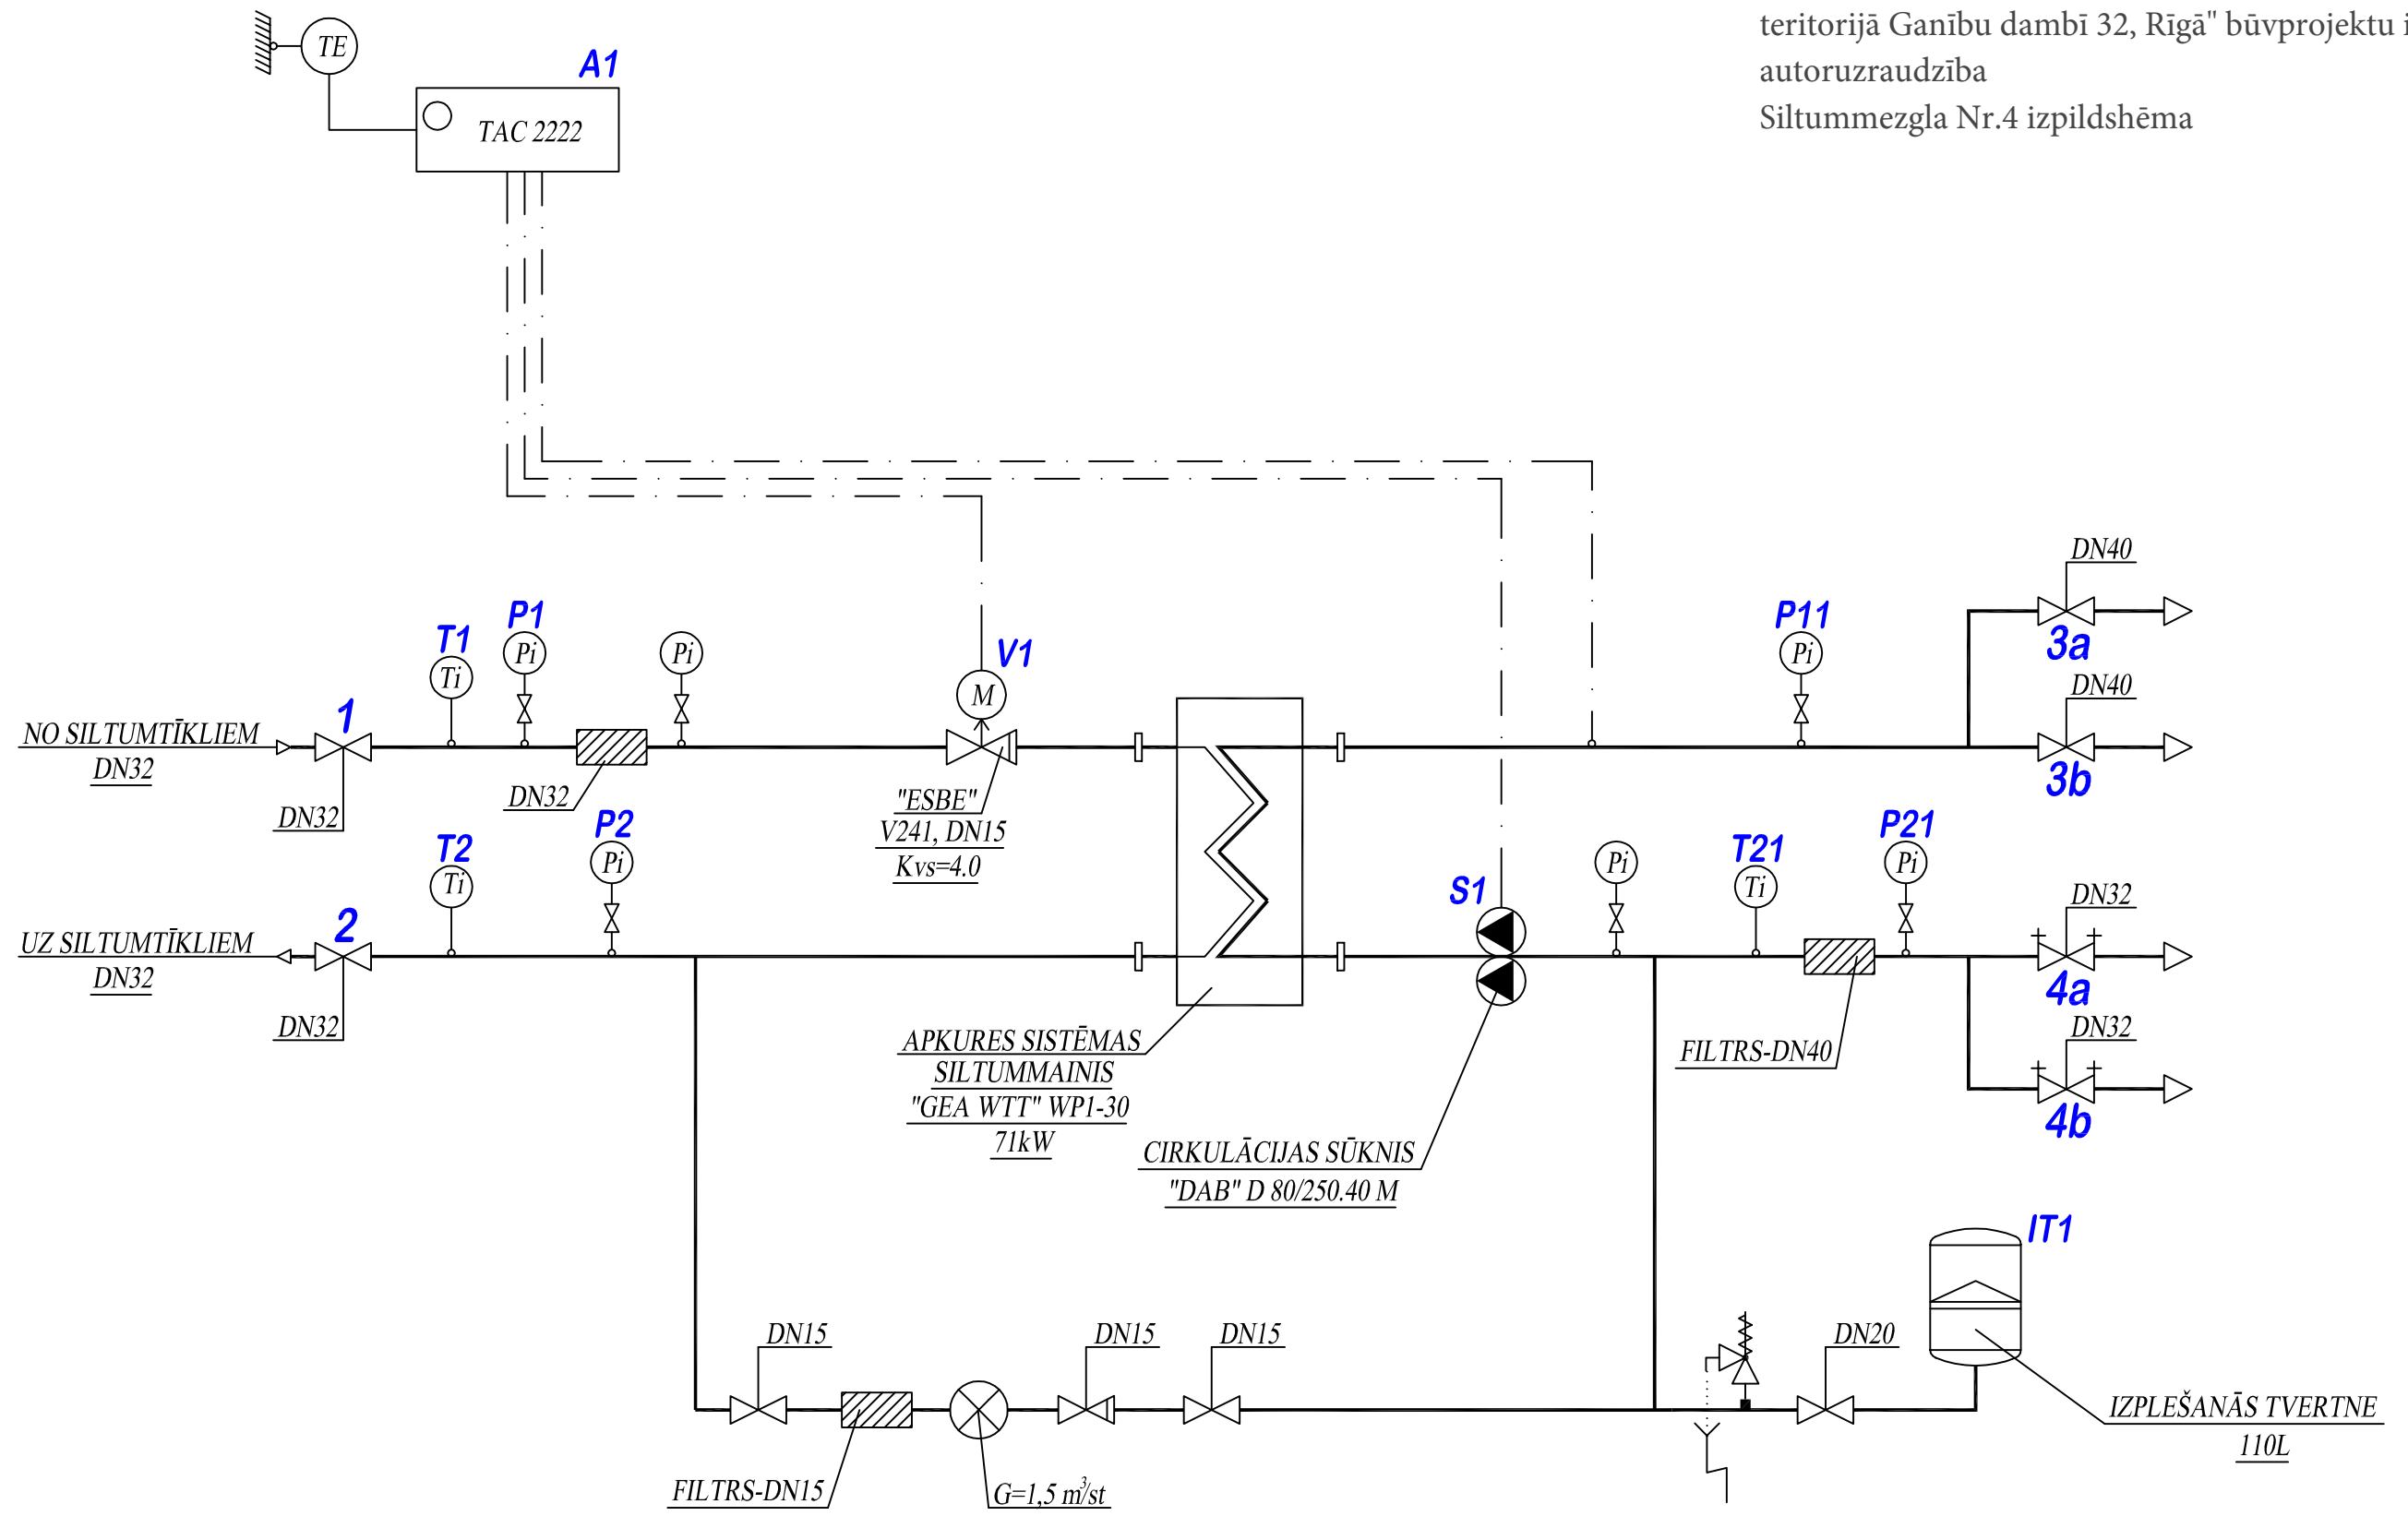 teritorijā Ganību dambī 32, Rīgā" būvprojektu i
autoruzraudzība
Siltummezgla Nr.4 izpildshēma
TE
A1
TAC 2222
DN40
3a
DN40
3b
P11
Pi
T1
Ti
P1
Pi
Pi
V1
M
1
NO SILTUMTĪKLIEM
DN32
DN32
DN32
"ESBE"
V241, DN15
Kvs=4.0
T2
Ti
P2
Pi
2
UZ SILTUMTĪKLIEM
DN32
DN32
S1
Pi
T21
Ti
P21
Pi
DN32
4a
DN32
4b
FILTRS-DN40
APKURES SISTĒMAS
SILTUMMAINIS
"GEA WTT" WP1-30
71kW
CIRKULĀCIJAS SŪKNIS
"DAB" D 80/250.40 M
IT1
DN15
DN15
DN15
DN20
IZPLEŠANĀS TVERTNE
110L
FILTRS-DN15
G=1,5 m³/st